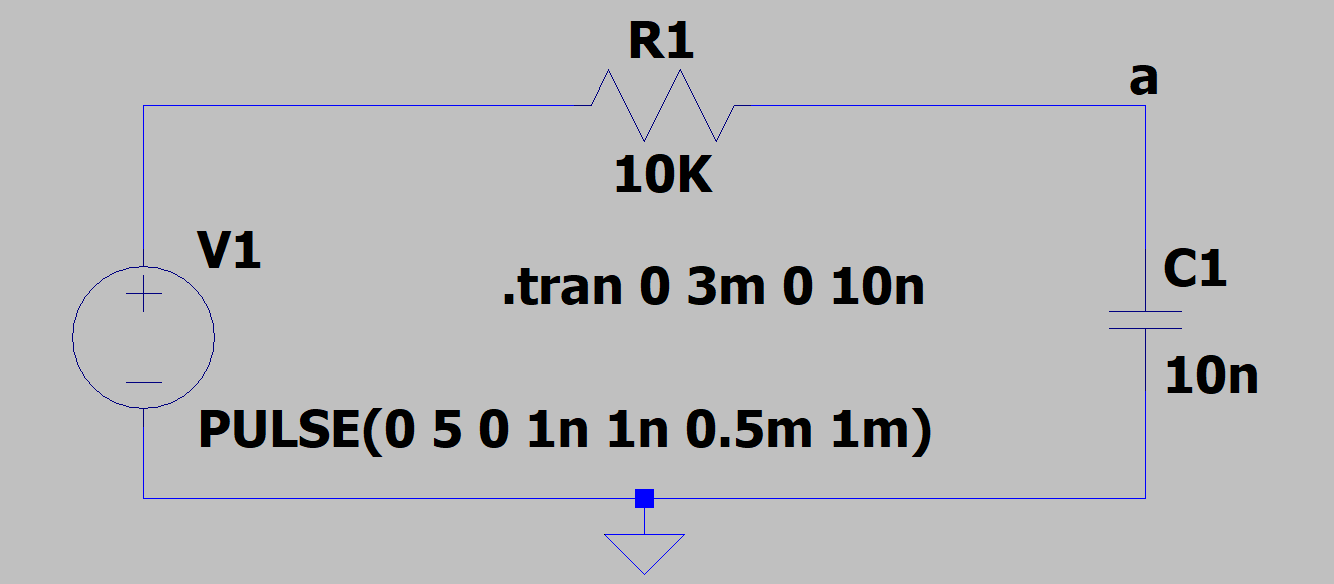 R1
a
10K
V1
.tran 0 3m 0 10n
C1
10n
PULSE(0 5 0 1n 1n 0.5m 1m)